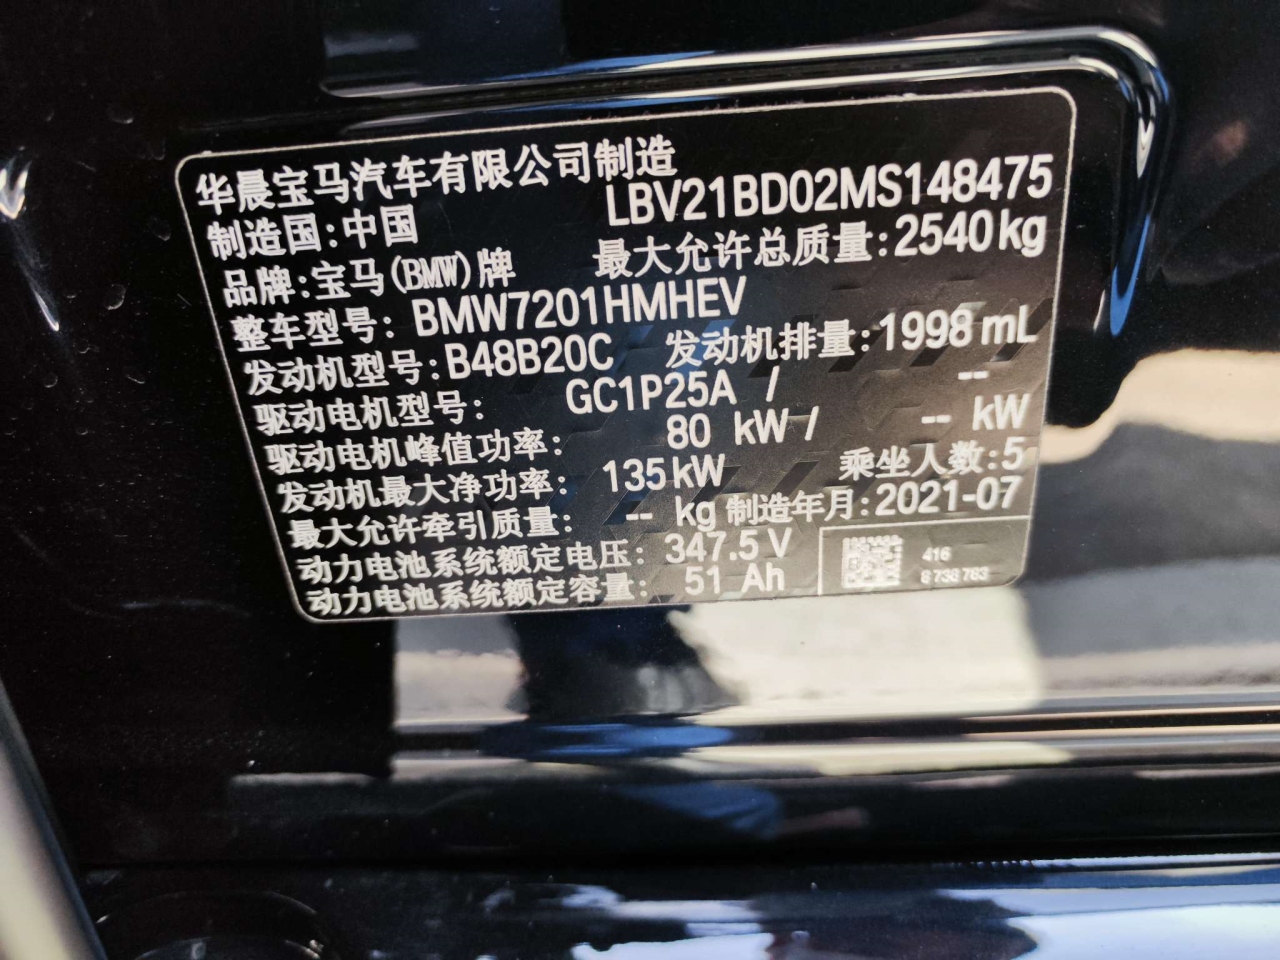 华晨宝马汽车有限公司制造
制造国:中国 LBV21BD02MS148475
品牌:宝马(BMW)牌 最大允许总质量:2540kg
整车型号: BMW7201HMHEV
发动机型号: B48B20C 发动机排量:1998 mL
驱动电机型号: GC1P25A / --
驱动电机峰值功率: 80 kW / -- kW
发动机最大净功率: 135kW 乘坐人数:5
最大允许牵引质量: -- kg 制造年月:2021-07
动力电池系统额定电压: 347.5 V
动力电池系统额定容量: 51 Ah
416
8 738 763